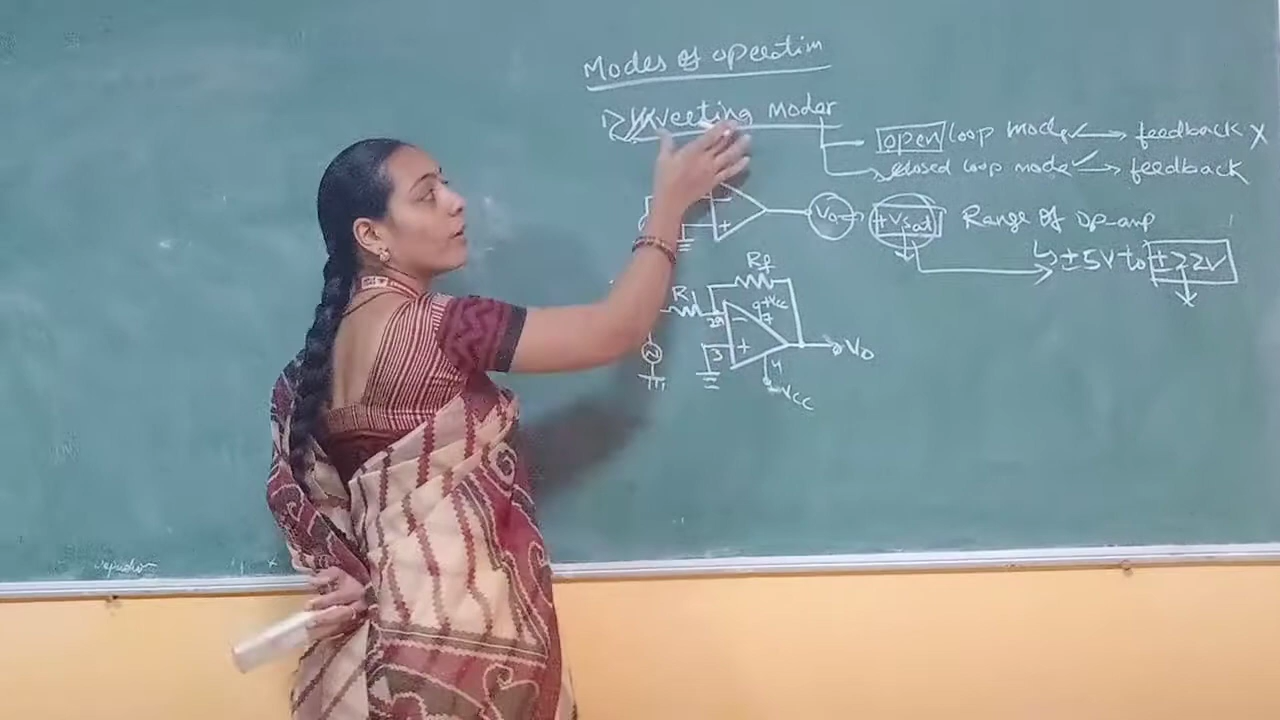 Modes of operation
1) Inverting Modes
open loop mode → feedback X
closed loop mode → feedback
+
Vo → +Vsat Range of op-amp
↳ ±5V to ±22V
Rf
R1 2 - 7 +Vcc
3 + 4 → Vo
-Vcc